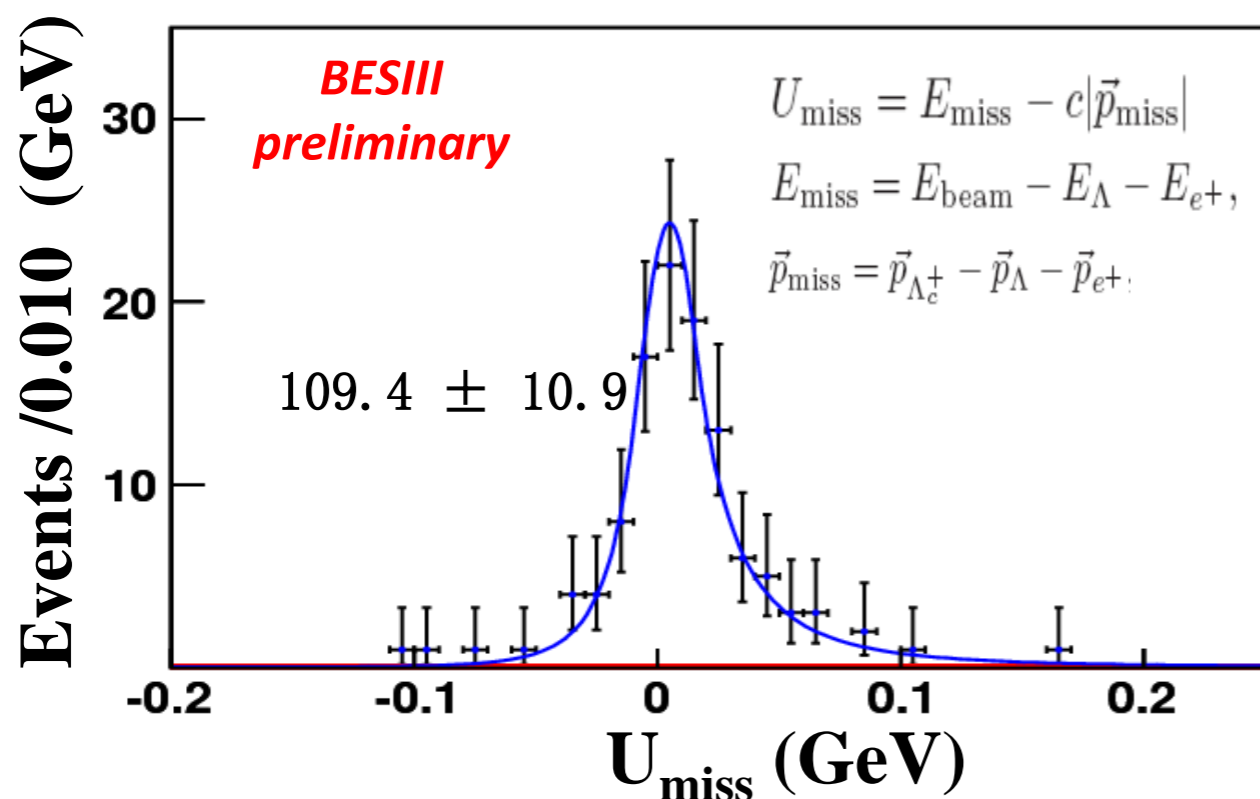 BESIII
preliminary
U_miss = E_miss − c|p⃗_miss|
E_miss = E_beam − E_Λ − E_e+,
p⃗_miss = p⃗_Λc+ − p⃗_Λ − p⃗_e+,
109.4 ± 10.9
Events /0.010 (GeV)
30
20
10
-0.2 -0.1 0 0.1 0.2
U_miss (GeV)